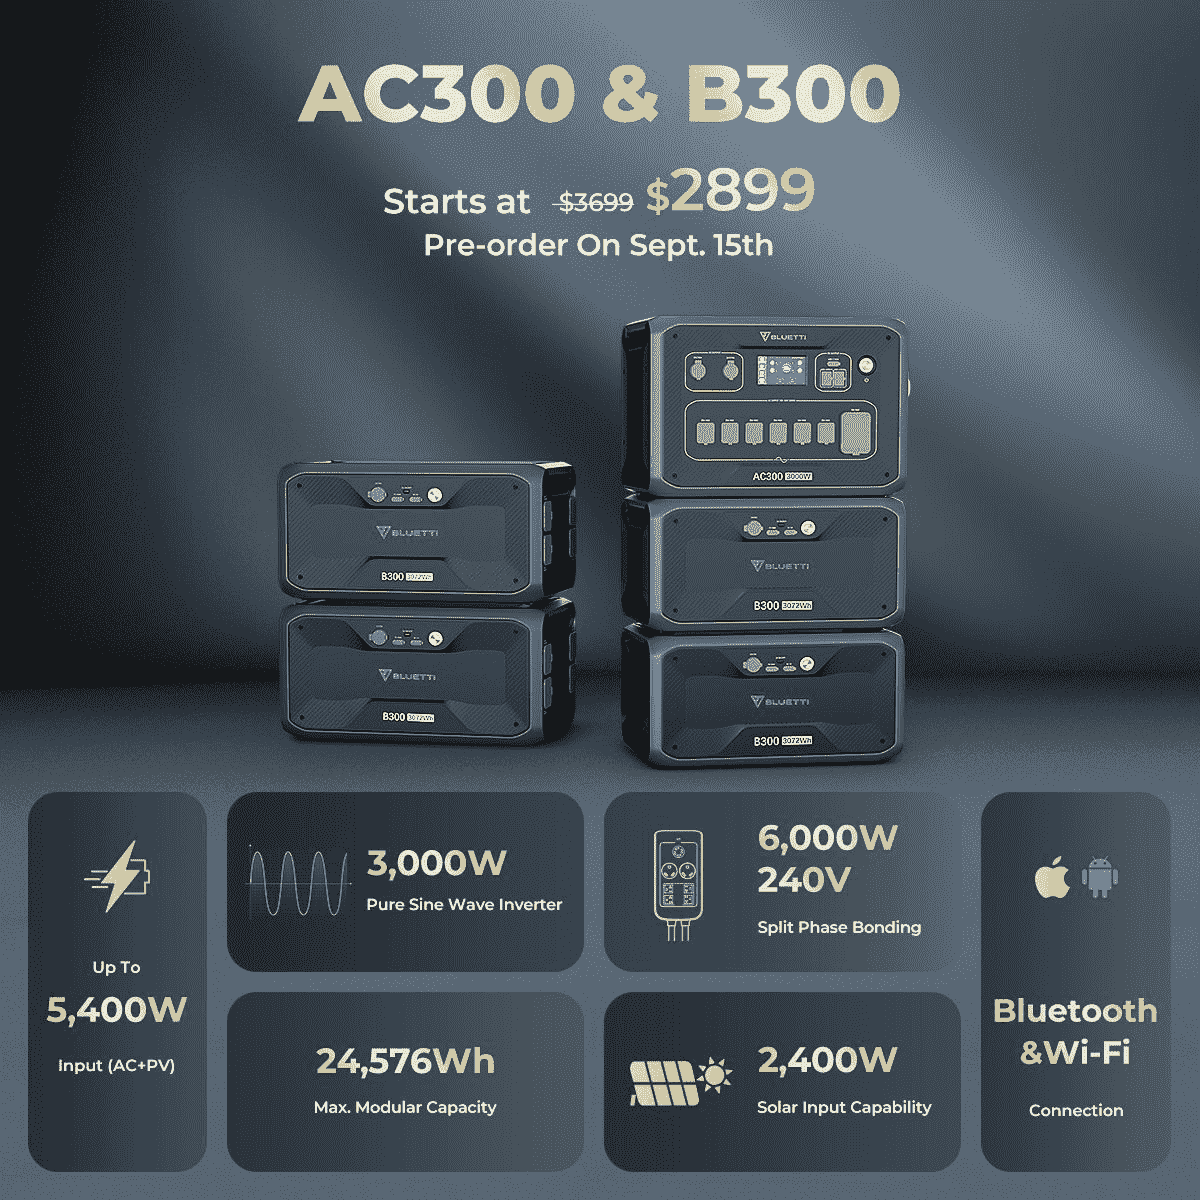 AC300 & B300
Starts at $3699 $2899
Pre-order On Sept. 15th
BLUETTI
AC300 3000W
BLUETTI
B300 3072Wh
BLUETTI
B300 3072Wh
BLUETTI
B300 3072Wh
BLUETTI
B300 3072Wh
Up To
5,400W
Input (AC+PV)
3,000W
Pure Sine Wave Inverter
6,000W
240V
Split Phase Bonding
24,576Wh
Max. Modular Capacity
2,400W
Solar Input Capability
Bluetooth
&Wi-Fi
Connection